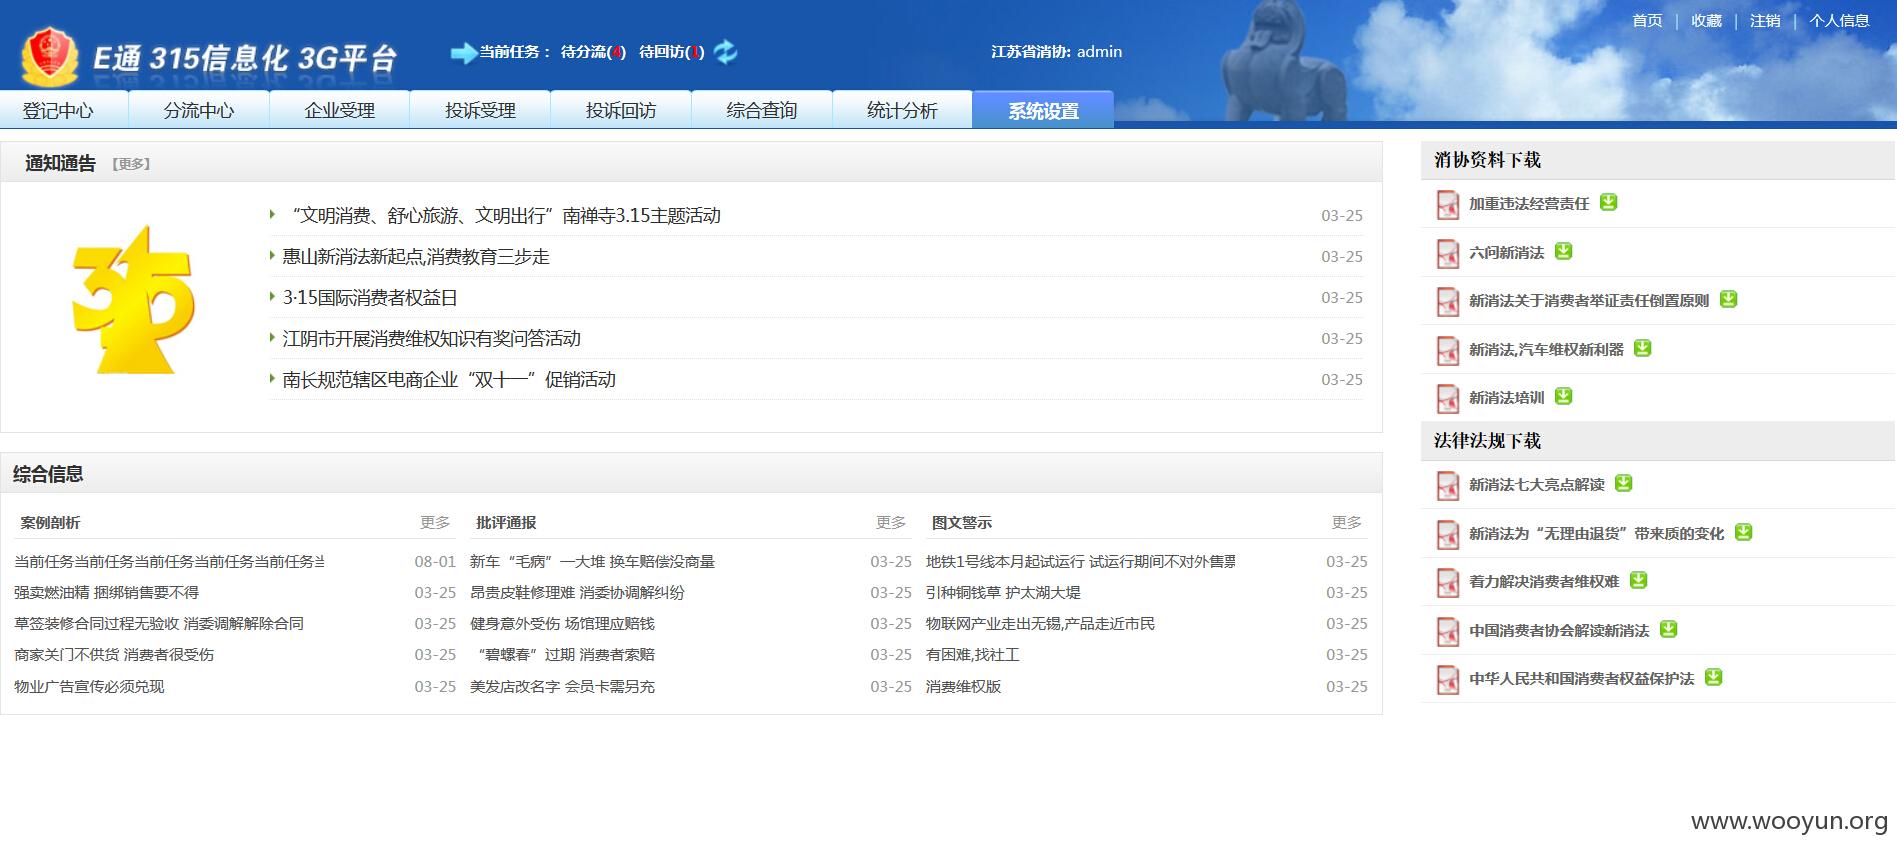 首页 | 收藏 | 注销 | 个人信息
E通 315信息化 3G平台
当前任务： 待分流(4) 待回访(1)
江苏省消协: admin
登记中心 分流中心 企业受理 投诉受理 投诉回访 综合查询 统计分析 系统设置
通知通告 【更多】
“文明消费、舒心旅游、文明出行”南禅寺3.15主题活动 03-25
惠山新消法新起点,消费教育三步走 03-25
3·15国际消费者权益日 03-25
江阴市开展消费维权知识有奖问答活动 03-25
南长规范辖区电商企业“双十一”促销活动 03-25
315
综合信息
案例剖析 更多
当前任务当前任务当前任务当前任务当前任务当 08-01
强卖燃油精 捆绑销售要不得 03-25
草签装修合同过程无验收 消委调解解除合同 03-25
商家关门不供货 消费者很受伤 03-25
物业广告宣传必须兑现 03-25
批评通报 更多
新车“毛病”一大堆 换车赔偿没商量 03-25
昂贵皮鞋修理难 消委协调解纠纷 03-25
健身意外受伤 场馆理应赔钱 03-25
“碧螺春”过期 消费者索赔 03-25
美发店改名字 会员卡需另充 03-25
图文警示 更多
地铁1号线本月起试运行 试运行期间不对外售票 03-25
引种铜钱草 护太湖大堤 03-25
物联网产业走出无锡,产品走近市民 03-25
有困难,找社工 03-25
消费维权版 03-25
消协资料下载
加重违法经营责任
六问新消法
新消法关于消费者举证责任倒置原则
新消法,汽车维权新利器
新消法培训
法律法规下载
新消法七大亮点解读
新消法为“无理由退货”带来质的变化
着力解决消费者维权难
中国消费者协会解读新消法
中华人民共和国消费者权益保护法
www.wooyun.org